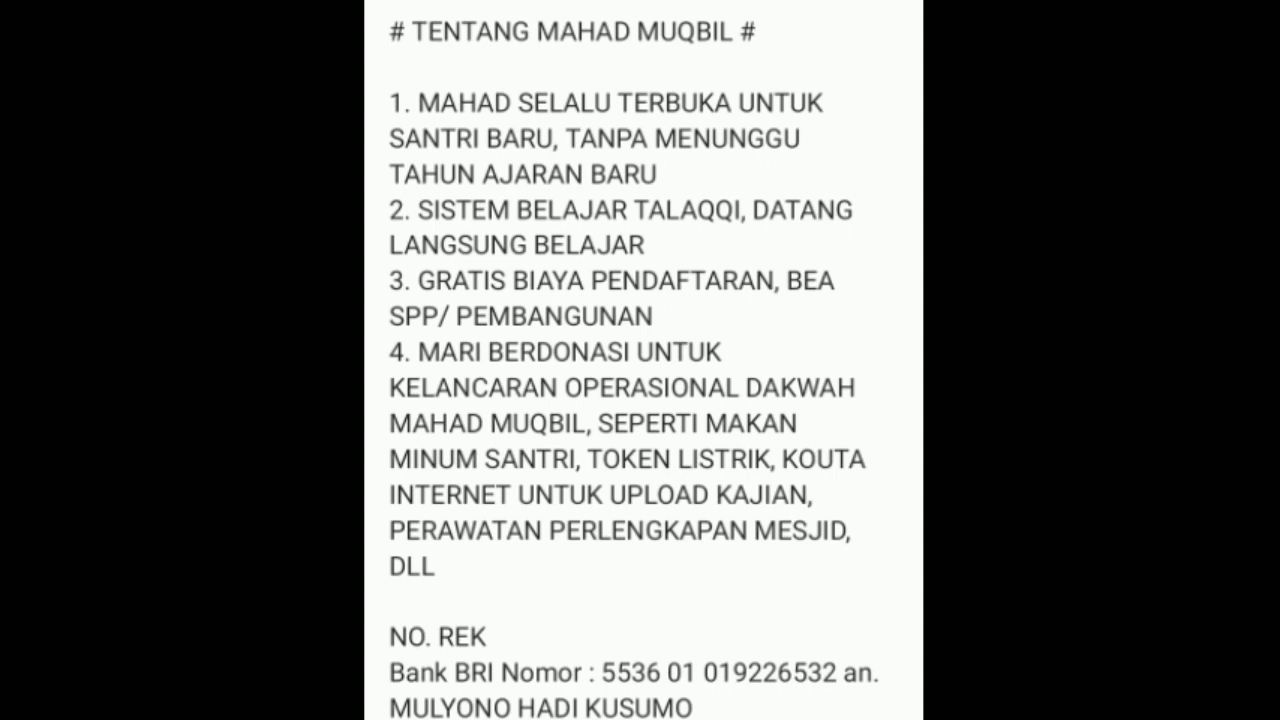 # TENTANG MAHAD MUQBIL #
1. MAHAD SELALU TERBUKA UNTUK
SANTRI BARU, TANPA MENUNGGU
TAHUN AJARAN BARU
2. SISTEM BELAJAR TALAQQI, DATANG
LANGSUNG BELAJAR
3. GRATIS BIAYA PENDAFTARAN, BEA
SPP/ PEMBANGUNAN
4. MARI BERDONASI UNTUK
KELANCARAN OPERASIONAL DAKWAH
MAHAD MUQBIL, SEPERTI MAKAN
MINUM SANTRI, TOKEN LISTRIK, KOUTA
INTERNET UNTUK UPLOAD KAJIAN,
PERAWATAN PERLENGKAPAN MESJID,
DLL
NO. REK
Bank BRI Nomor : 5536 01 019226532 an.
MULYONO HADI KUSUMO